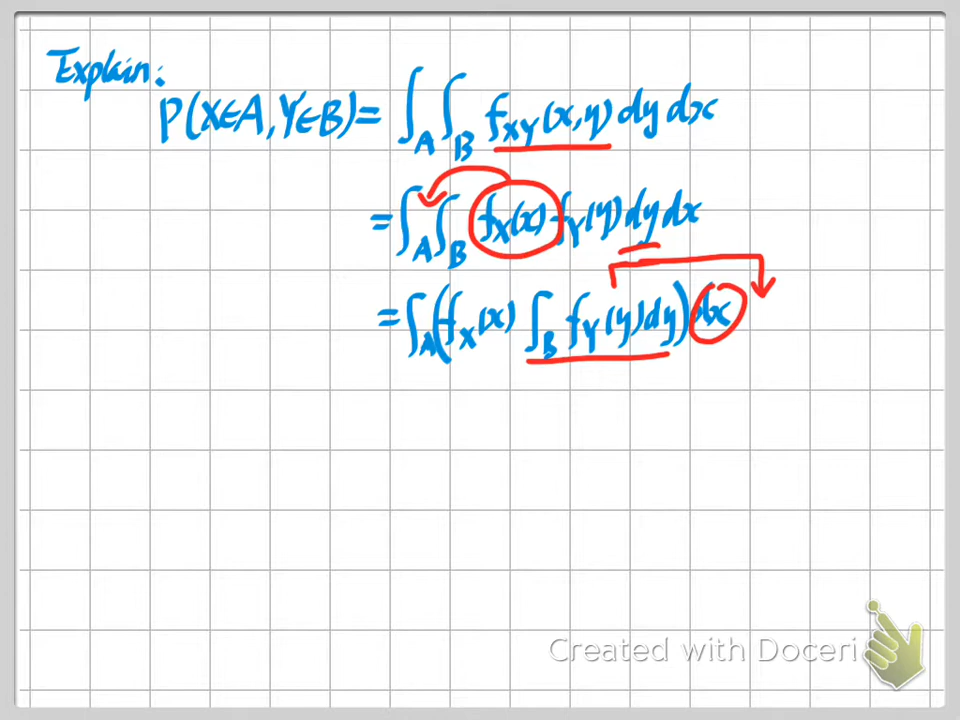 Explain:
P(X∈A, Y∈B) = ∫_A ∫_B f_XY(x,y) dy dx
= ∫_A ∫_B f_X(x) f_Y(y) dy dx
= ∫_A (f_X(x) ∫_B f_Y(y) dy) dx
Created with Doceri